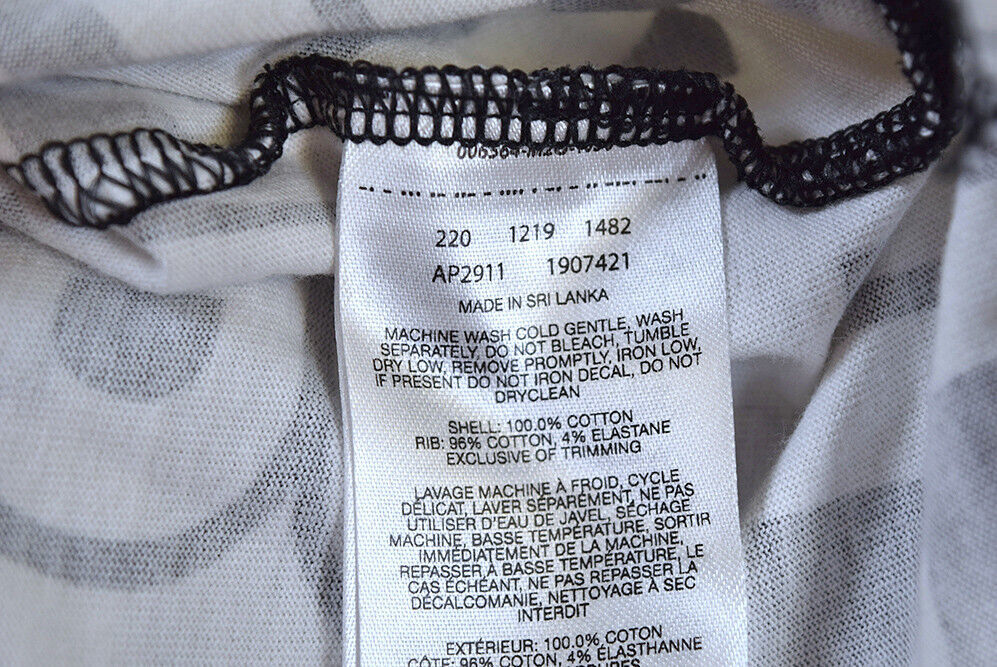 220 1219 1482
AP2911 1907421
MADE IN SRI LANKA
MACHINE WASH COLD GENTLE, WASH
SEPARATELY, DO NOT BLEACH, TUMBLE
DRY LOW, REMOVE PROMPTLY, IRON LOW,
IF PRESENT DO NOT IRON DECAL, DO NOT
DRYCLEAN
SHELL: 100.0% COTTON
RIB: 96% COTTON, 4% ELASTANE
EXCLUSIVE OF TRIMMING
LAVAGE MACHINE À FROID, CYCLE
DÉLICAT, LAVER SÉPARÉMENT, NE PAS
UTILISER D'EAU DE JAVEL, SÉCHAGE
MACHINE, BASSE TEMPÉRATURE, SORTIR
IMMÉDIATEMENT DE LA MACHINE,
REPASSER À BASSE TEMPÉRATURE, LE
CAS ÉCHÉANT, NE PAS REPASSER LA
DÉCALCOMANIE, NETTOYAGE À SEC
INTERDIT
EXTÉRIEUR: 100.0% COTON
CÔTE: 96% COTON, 4% ÉLASTHANNE